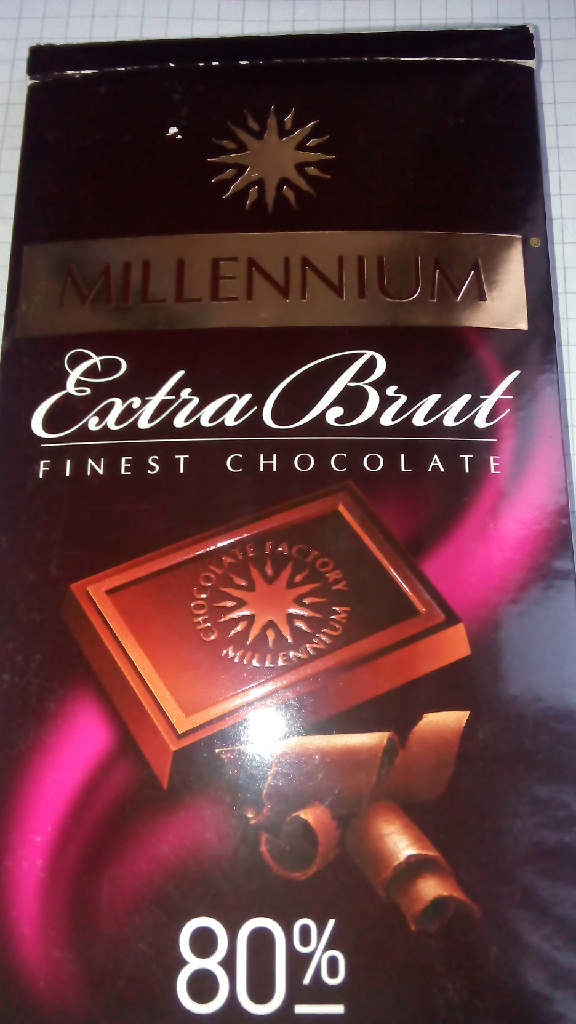 MILLENNIUM ®
Extra Brut
FINEST CHOCOLATE
CHOCOLATE FACTORY
MILLENNIUM
80%